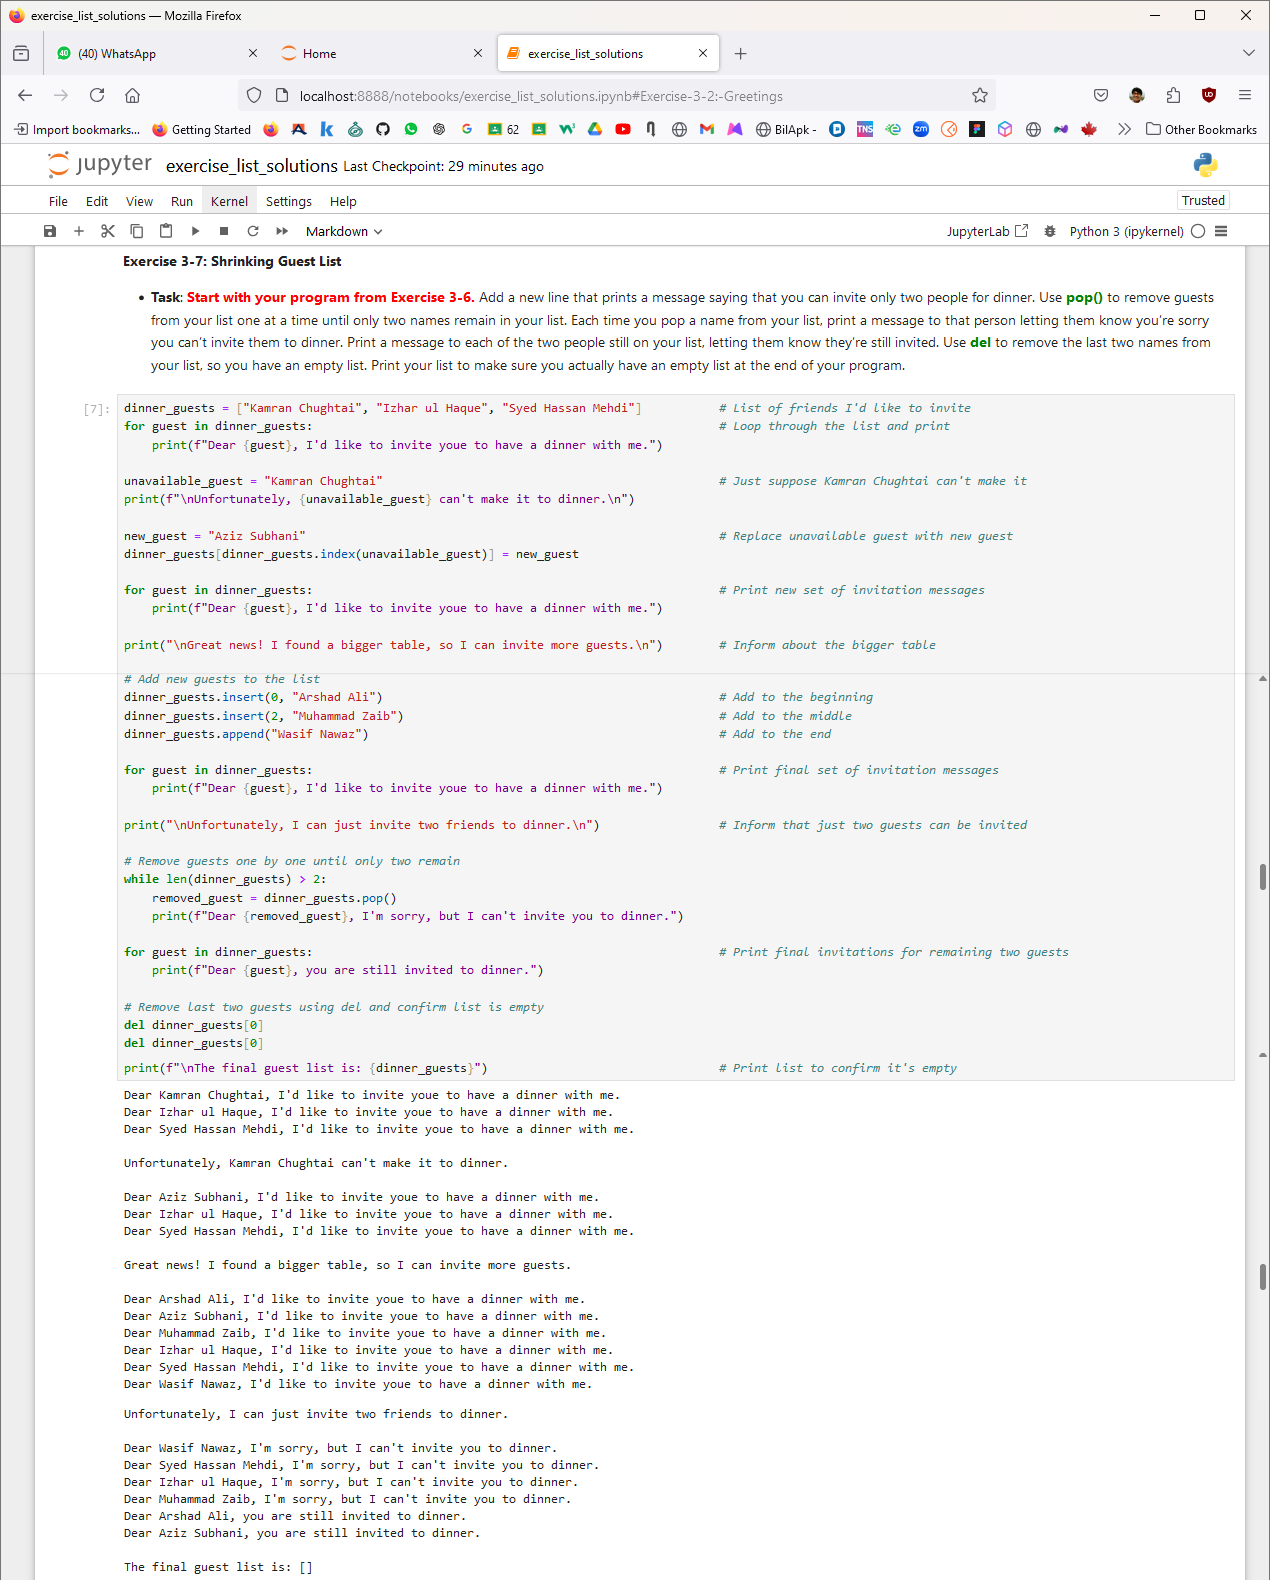 exercise_list_solutions — Mozilla Firefox
40 (40) WhatsApp
Home
exercise_list_solutions
localhost:8888/notebooks/exercise_list_solutions.ipynb#Exercise-3-2:-Greetings
Import bookmarks... Getting Started 62 BilApk - TNS zm Other Bookmarks
jupyter exercise_list_solutions Last Checkpoint: 29 minutes ago
File Edit View Run Kernel Settings Help Trusted
Markdown JupyterLab Python 3 (ipykernel)
Exercise 3-7: Shrinking Guest List
• Task: Start with your program from Exercise 3-6. Add a new line that prints a message saying that you can invite only two people for dinner. Use pop() to remove guests
from your list one at a time until only two names remain in your list. Each time you pop a name from your list, print a message to that person letting them know you’re sorry
you can’t invite them to dinner. Print a message to each of the two people still on your list, letting them know they’re still invited. Use del to remove the last two names from
your list, so you have an empty list. Print your list to make sure you actually have an empty list at the end of your program.
[7]: dinner_guests = ["Kamran Chughtai", "Izhar ul Haque", "Syed Hassan Mehdi"] # List of friends I'd like to invite
for guest in dinner_guests: # Loop through the list and print
print(f"Dear {guest}, I'd like to invite youe to have a dinner with me.")
unavailable_guest = "Kamran Chughtai" # Just suppose Kamran Chughtai can't make it
print(f"\nUnfortunately, {unavailable_guest} can't make it to dinner.\n")
new_guest = "Aziz Subhani" # Replace unavailable guest with new guest
dinner_guests[dinner_guests.index(unavailable_guest)] = new_guest
for guest in dinner_guests: # Print new set of invitation messages
print(f"Dear {guest}, I'd like to invite youe to have a dinner with me.")
print("\nGreat news! I found a bigger table, so I can invite more guests.\n") # Inform about the bigger table
# Add new guests to the list
dinner_guests.insert(0, "Arshad Ali") # Add to the beginning
dinner_guests.insert(2, "Muhammad Zaib") # Add to the middle
dinner_guests.append("Wasif Nawaz") # Add to the end
for guest in dinner_guests: # Print final set of invitation messages
print(f"Dear {guest}, I'd like to invite youe to have a dinner with me.")
print("\nUnfortunately, I can just invite two friends to dinner.\n") # Inform that just two guests can be invited
# Remove guests one by one until only two remain
while len(dinner_guests) > 2:
removed_guest = dinner_guests.pop()
print(f"Dear {removed_guest}, I'm sorry, but I can't invite you to dinner.")
for guest in dinner_guests: # Print final invitations for remaining two guests
print(f"Dear {guest}, you are still invited to dinner.")
# Remove last two guests using del and confirm list is empty
del dinner_guests[0]
del dinner_guests[0]
print(f"\nThe final guest list is: {dinner_guests}") # Print list to confirm it's empty
Dear Kamran Chughtai, I'd like to invite youe to have a dinner with me.
Dear Izhar ul Haque, I'd like to invite youe to have a dinner with me.
Dear Syed Hassan Mehdi, I'd like to invite youe to have a dinner with me.
Unfortunately, Kamran Chughtai can't make it to dinner.
Dear Aziz Subhani, I'd like to invite youe to have a dinner with me.
Dear Izhar ul Haque, I'd like to invite youe to have a dinner with me.
Dear Syed Hassan Mehdi, I'd like to invite youe to have a dinner with me.
Great news! I found a bigger table, so I can invite more guests.
Dear Arshad Ali, I'd like to invite youe to have a dinner with me.
Dear Aziz Subhani, I'd like to invite youe to have a dinner with me.
Dear Muhammad Zaib, I'd like to invite youe to have a dinner with me.
Dear Izhar ul Haque, I'd like to invite youe to have a dinner with me.
Dear Syed Hassan Mehdi, I'd like to invite youe to have a dinner with me.
Dear Wasif Nawaz, I'd like to invite youe to have a dinner with me.
Unfortunately, I can just invite two friends to dinner.
Dear Wasif Nawaz, I'm sorry, but I can't invite you to dinner.
Dear Syed Hassan Mehdi, I'm sorry, but I can't invite you to dinner.
Dear Izhar ul Haque, I'm sorry, but I can't invite you to dinner.
Dear Muhammad Zaib, I'm sorry, but I can't invite you to dinner.
Dear Arshad Ali, you are still invited to dinner.
Dear Aziz Subhani, you are still invited to dinner.
The final guest list is: []